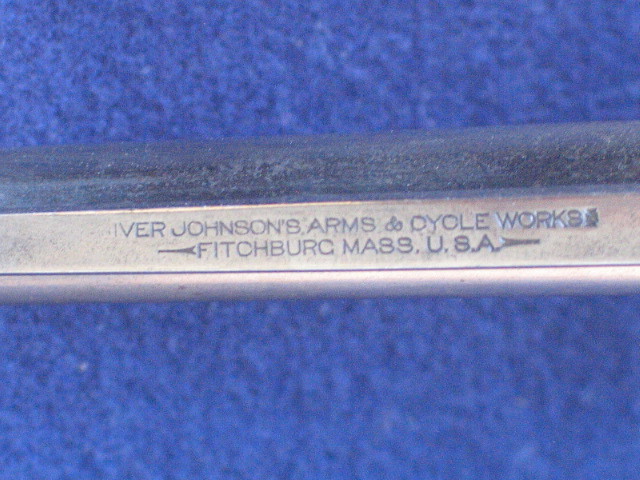 IVER JOHNSON'S ARMS & CYCLE WORKS
FITCHBURG MASS. U.S.A.